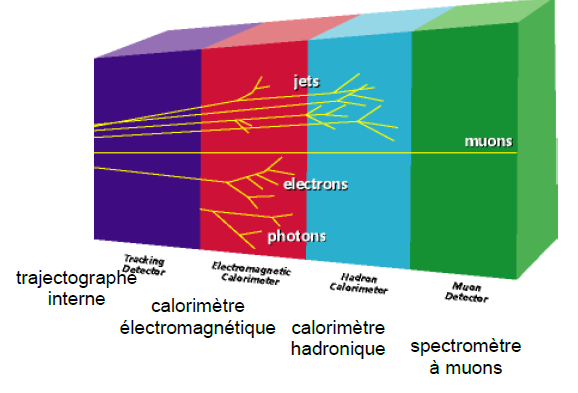 jets
muons
electrons
photons
Tracking
Detector
Electromagnetic
Calorimeter
Hadron
Calorimeter
Muon
Detector
trajectographe
interne
calorimètre
électromagnétique
calorimètre
hadronique
spectromètre
à muons